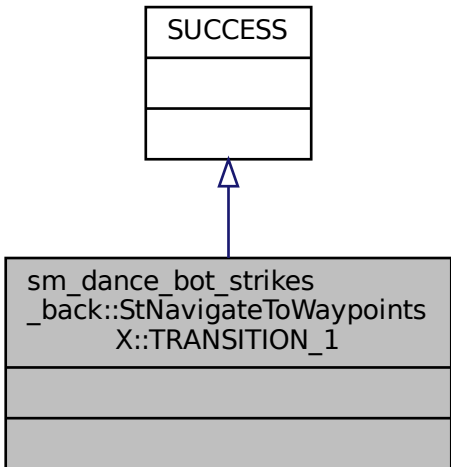 SUCCESS
sm_dance_bot_strikes
_back::StNavigateToWaypoints
X::TRANSITION_1